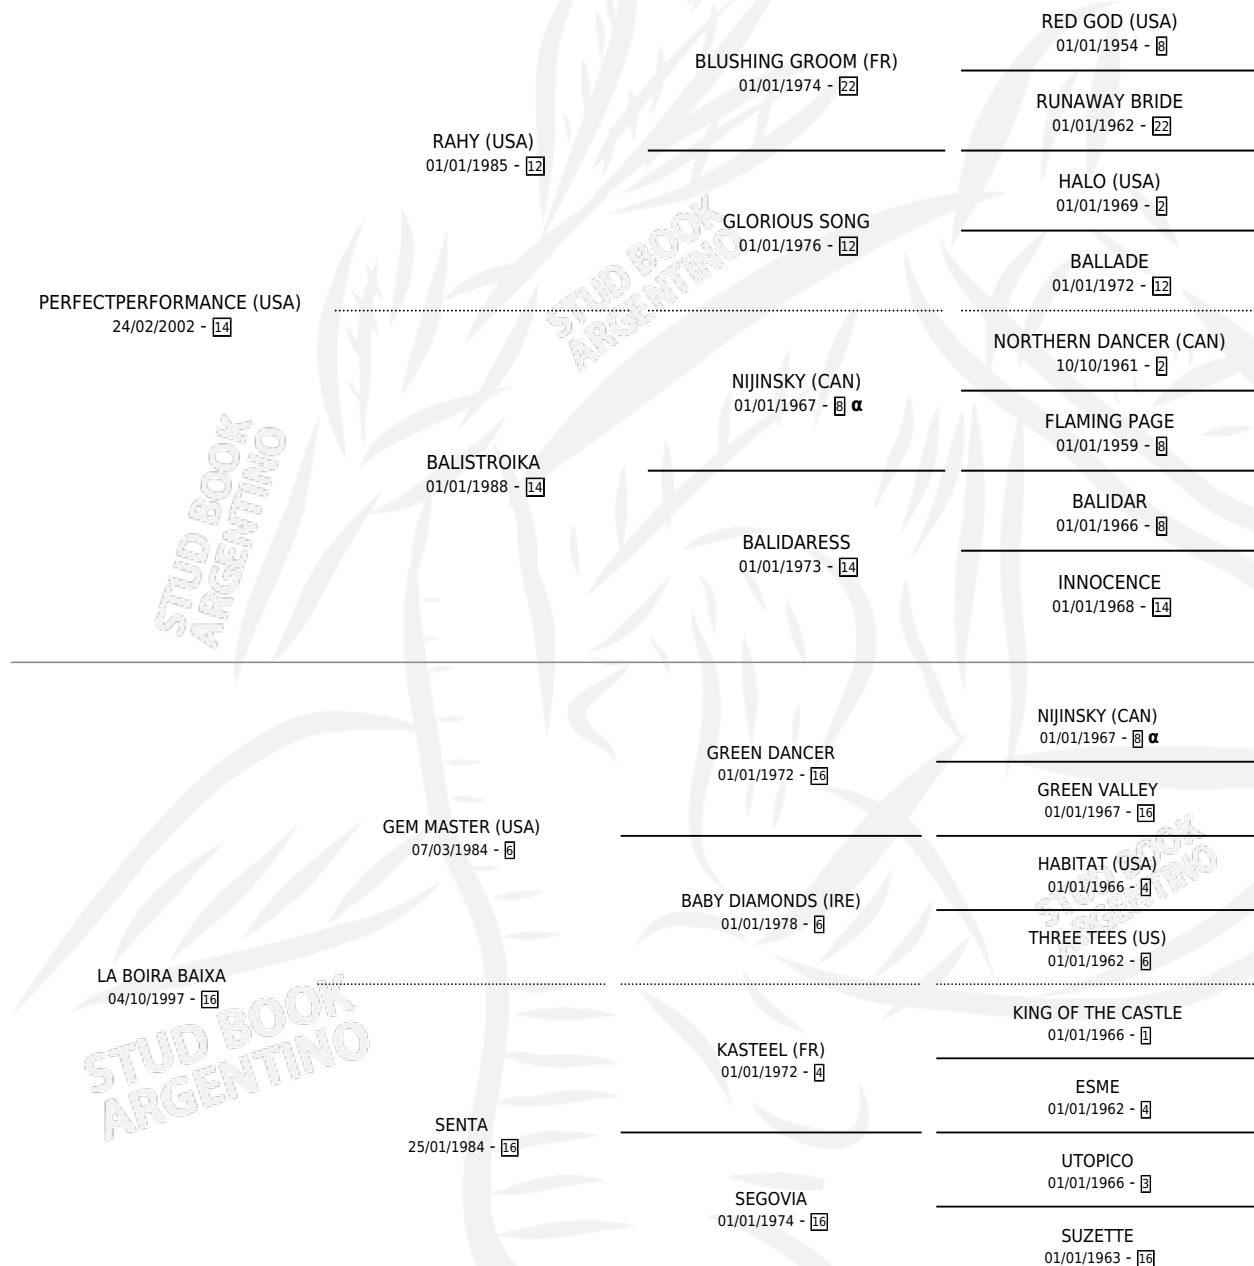 RED GOD (USA)
01/01/1954 - 8
BLUSHING GROOM (FR)
01/01/1974 - 22
RUNAWAY BRIDE
01/01/1962 - 22
RAHY (USA)
01/01/1985 - 12
HALO (USA)
01/01/1969 - 2
GLORIOUS SONG
01/01/1976 - 12
BALLADE
01/01/1972 - 12
PERFECTPERFORMANCE (USA)
24/02/2002 - 14
NORTHERN DANCER (CAN)
10/10/1961 - 2
NIJINSKY (CAN)
01/01/1967 - 8 α
FLAMING PAGE
01/01/1959 - 8
BALISTROIKA
01/01/1988 - 14
BALIDAR
01/01/1966 - 8
BALIDARESS
01/01/1973 - 14
INNOCENCE
01/01/1968 - 14
STUD BOOK
ARGENTINO
STUD BOOK
ARGENTINO
NIJINSKY (CAN)
01/01/1967 - 8 α
GREEN DANCER
01/01/1972 - 16
GREEN VALLEY
01/01/1967 - 16
GEM MASTER (USA)
07/03/1984 - 6
HABITAT (USA)
01/01/1966 - 4
BABY DIAMONDS (IRE)
01/01/1978 - 6
THREE TEES (US)
01/01/1962 - 6
STUD BOOK
ARGENTINO
LA BOIRA BAIXA
04/10/1997 - 16
STUD BOOK
ARGENTINO
KING OF THE CASTLE
01/01/1966 - 1
KASTEEL (FR)
01/01/1972 - 4
ESME
01/01/1962 - 4
SENTA
25/01/1984 - 16
UTOPICO
01/01/1966 - 3
SEGOVIA
01/01/1974 - 16
SUZETTE
01/01/1963 - 16